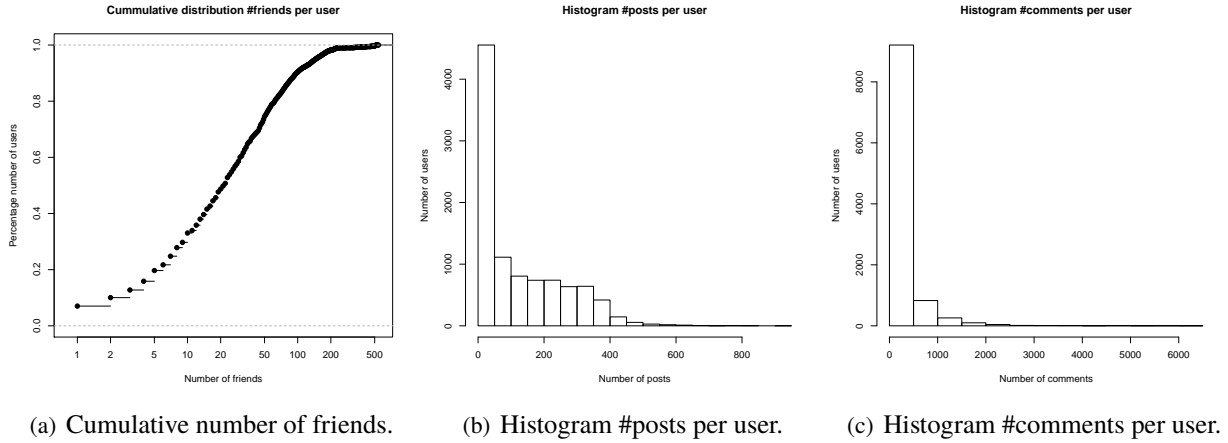 Cummulative distribution #friends per user
Percentage number of users
1.0
0.8
0.6
0.4
0.2
0.0
1 2 5 10 20 50 100 200 500
Number of friends
(a) Cumulative number of friends.
Histogram #posts per user
Number of users
4000
3000
2000
1000
0
0 200 400 600 800
Number of posts
(b) Histogram #posts per user.
Histogram #comments per user
Number of users
8000
6000
4000
2000
0
0 1000 2000 3000 4000 5000 6000
Number of comments
(c) Histogram #comments per user.